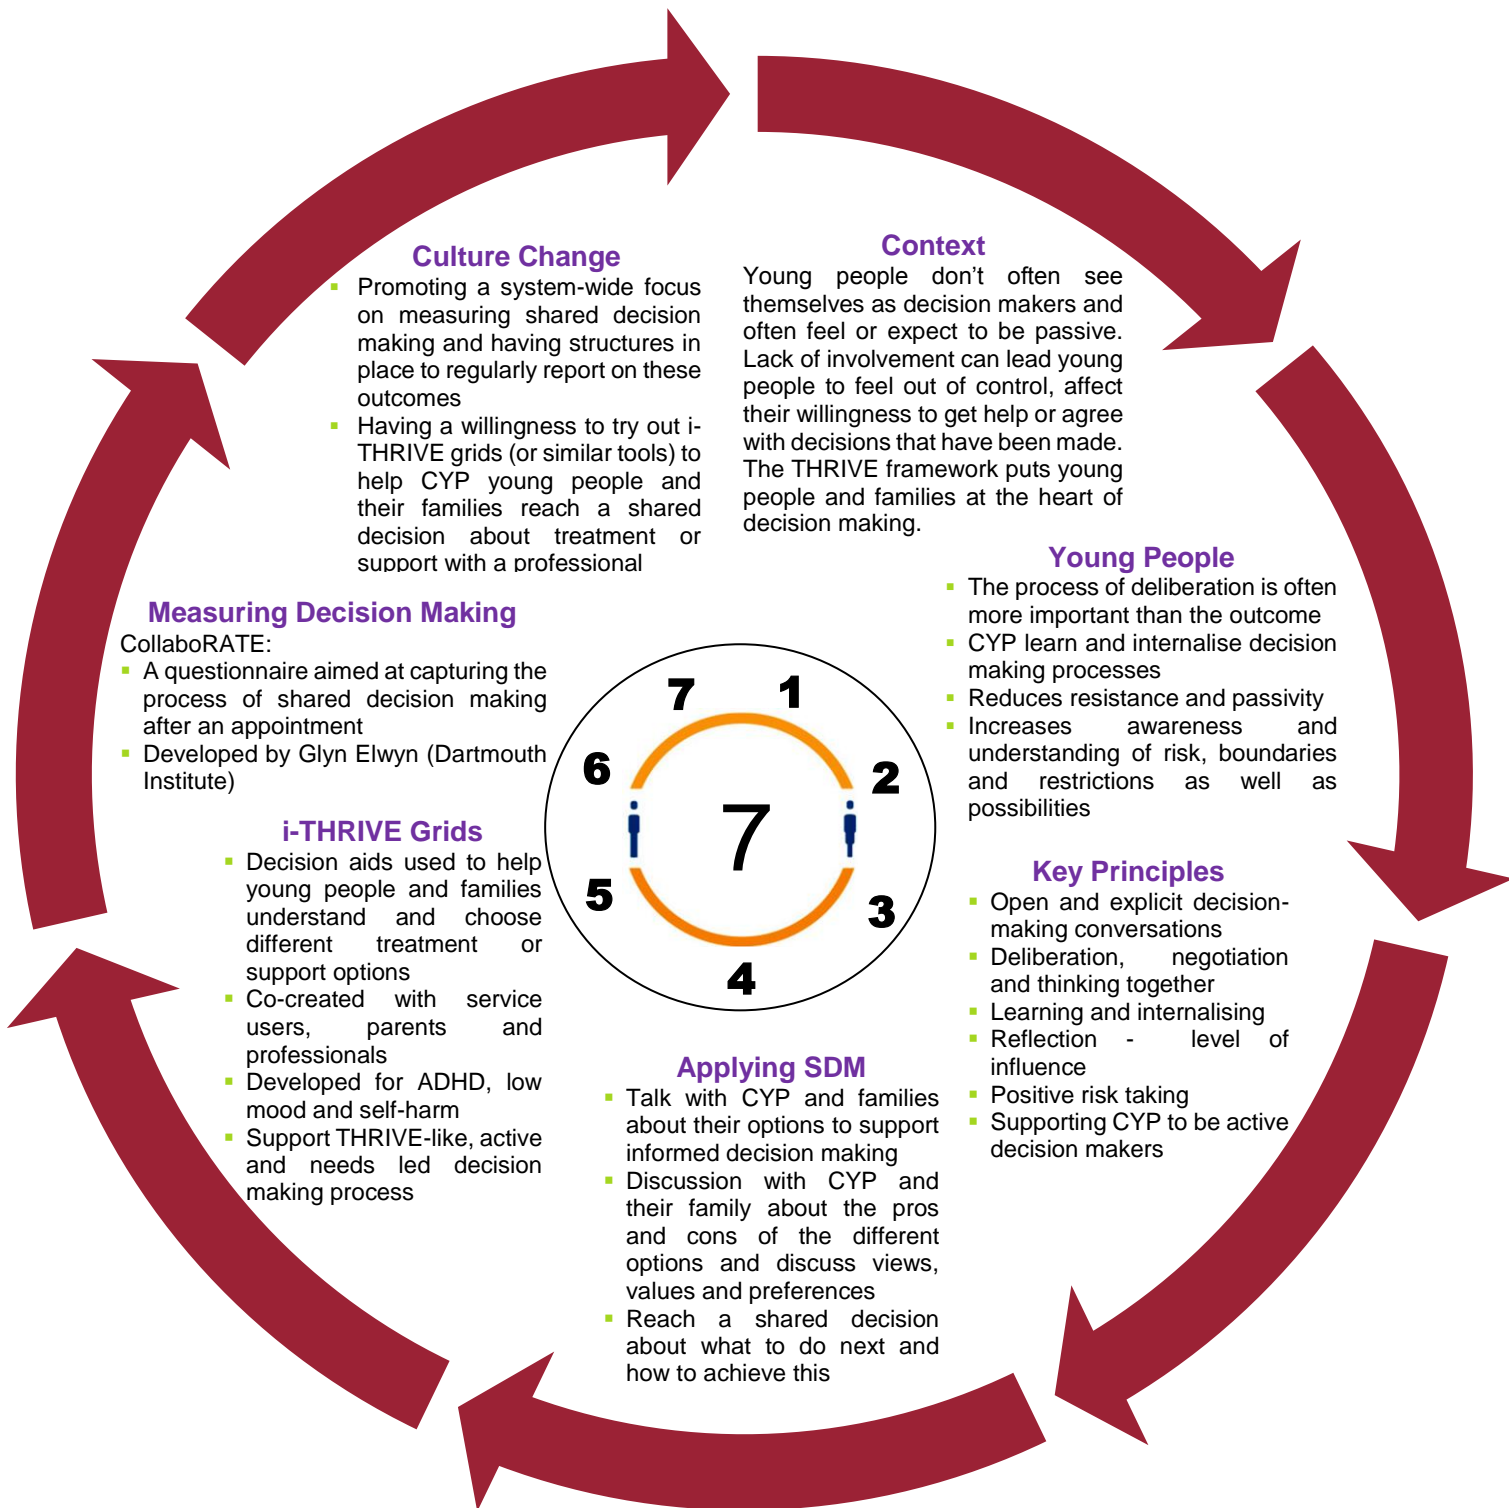 Context
Young people don't often see
themselves as decision makers and
often feel or expect to be passive.
Lack of involvement can lead young
people to feel out of control, affect
their willingness to get help or agree
with decisions that have been made.
The THRIVE framework puts young
people and families at the heart of
decision making.
Young People
▪ The process of deliberation is often
more important than the outcome
▪ CYP learn and internalise decision
making processes
▪ Reduces resistance and passivity
▪ Increases awareness and
understanding of risk, boundaries
and restrictions as well as
possibilities
Key Principles
▪ Open and explicit decision-
making conversations
▪ Deliberation, negotiation
and thinking together
▪ Learning and internalising
▪ Reflection - level of
influence
▪ Positive risk taking
▪ Supporting CYP to be active
decision makers
Applying SDM
▪ Talk with CYP and families
about their options to support
informed decision making
▪ Discussion with CYP and
their family about the pros
and cons of the different
options and discuss views,
values and preferences
▪ Reach a shared decision
about what to do next and
how to achieve this
i-THRIVE Grids
▪ Decision aids used to help
young people and families
understand and choose
different treatment or
support options
▪ Co-created with service
users, parents and
professionals
▪ Developed for ADHD, low
mood and self-harm
▪ Support THRIVE-like, active
and needs led decision
making process
Measuring Decision Making
CollaboRATE:
▪ A questionnaire aimed at capturing the
process of shared decision making
after an appointment
▪ Developed by Glyn Elwyn (Dartmouth
Institute)
Culture Change
▪ Promoting a system-wide focus
on measuring shared decision
making and having structures in
place to regularly report on these
outcomes
▪ Having a willingness to try out i-
THRIVE grids (or similar tools) to
help CYP young people and
their families reach a shared
decision about treatment or
support with a professional
1
2
3
4
5
6
7
7